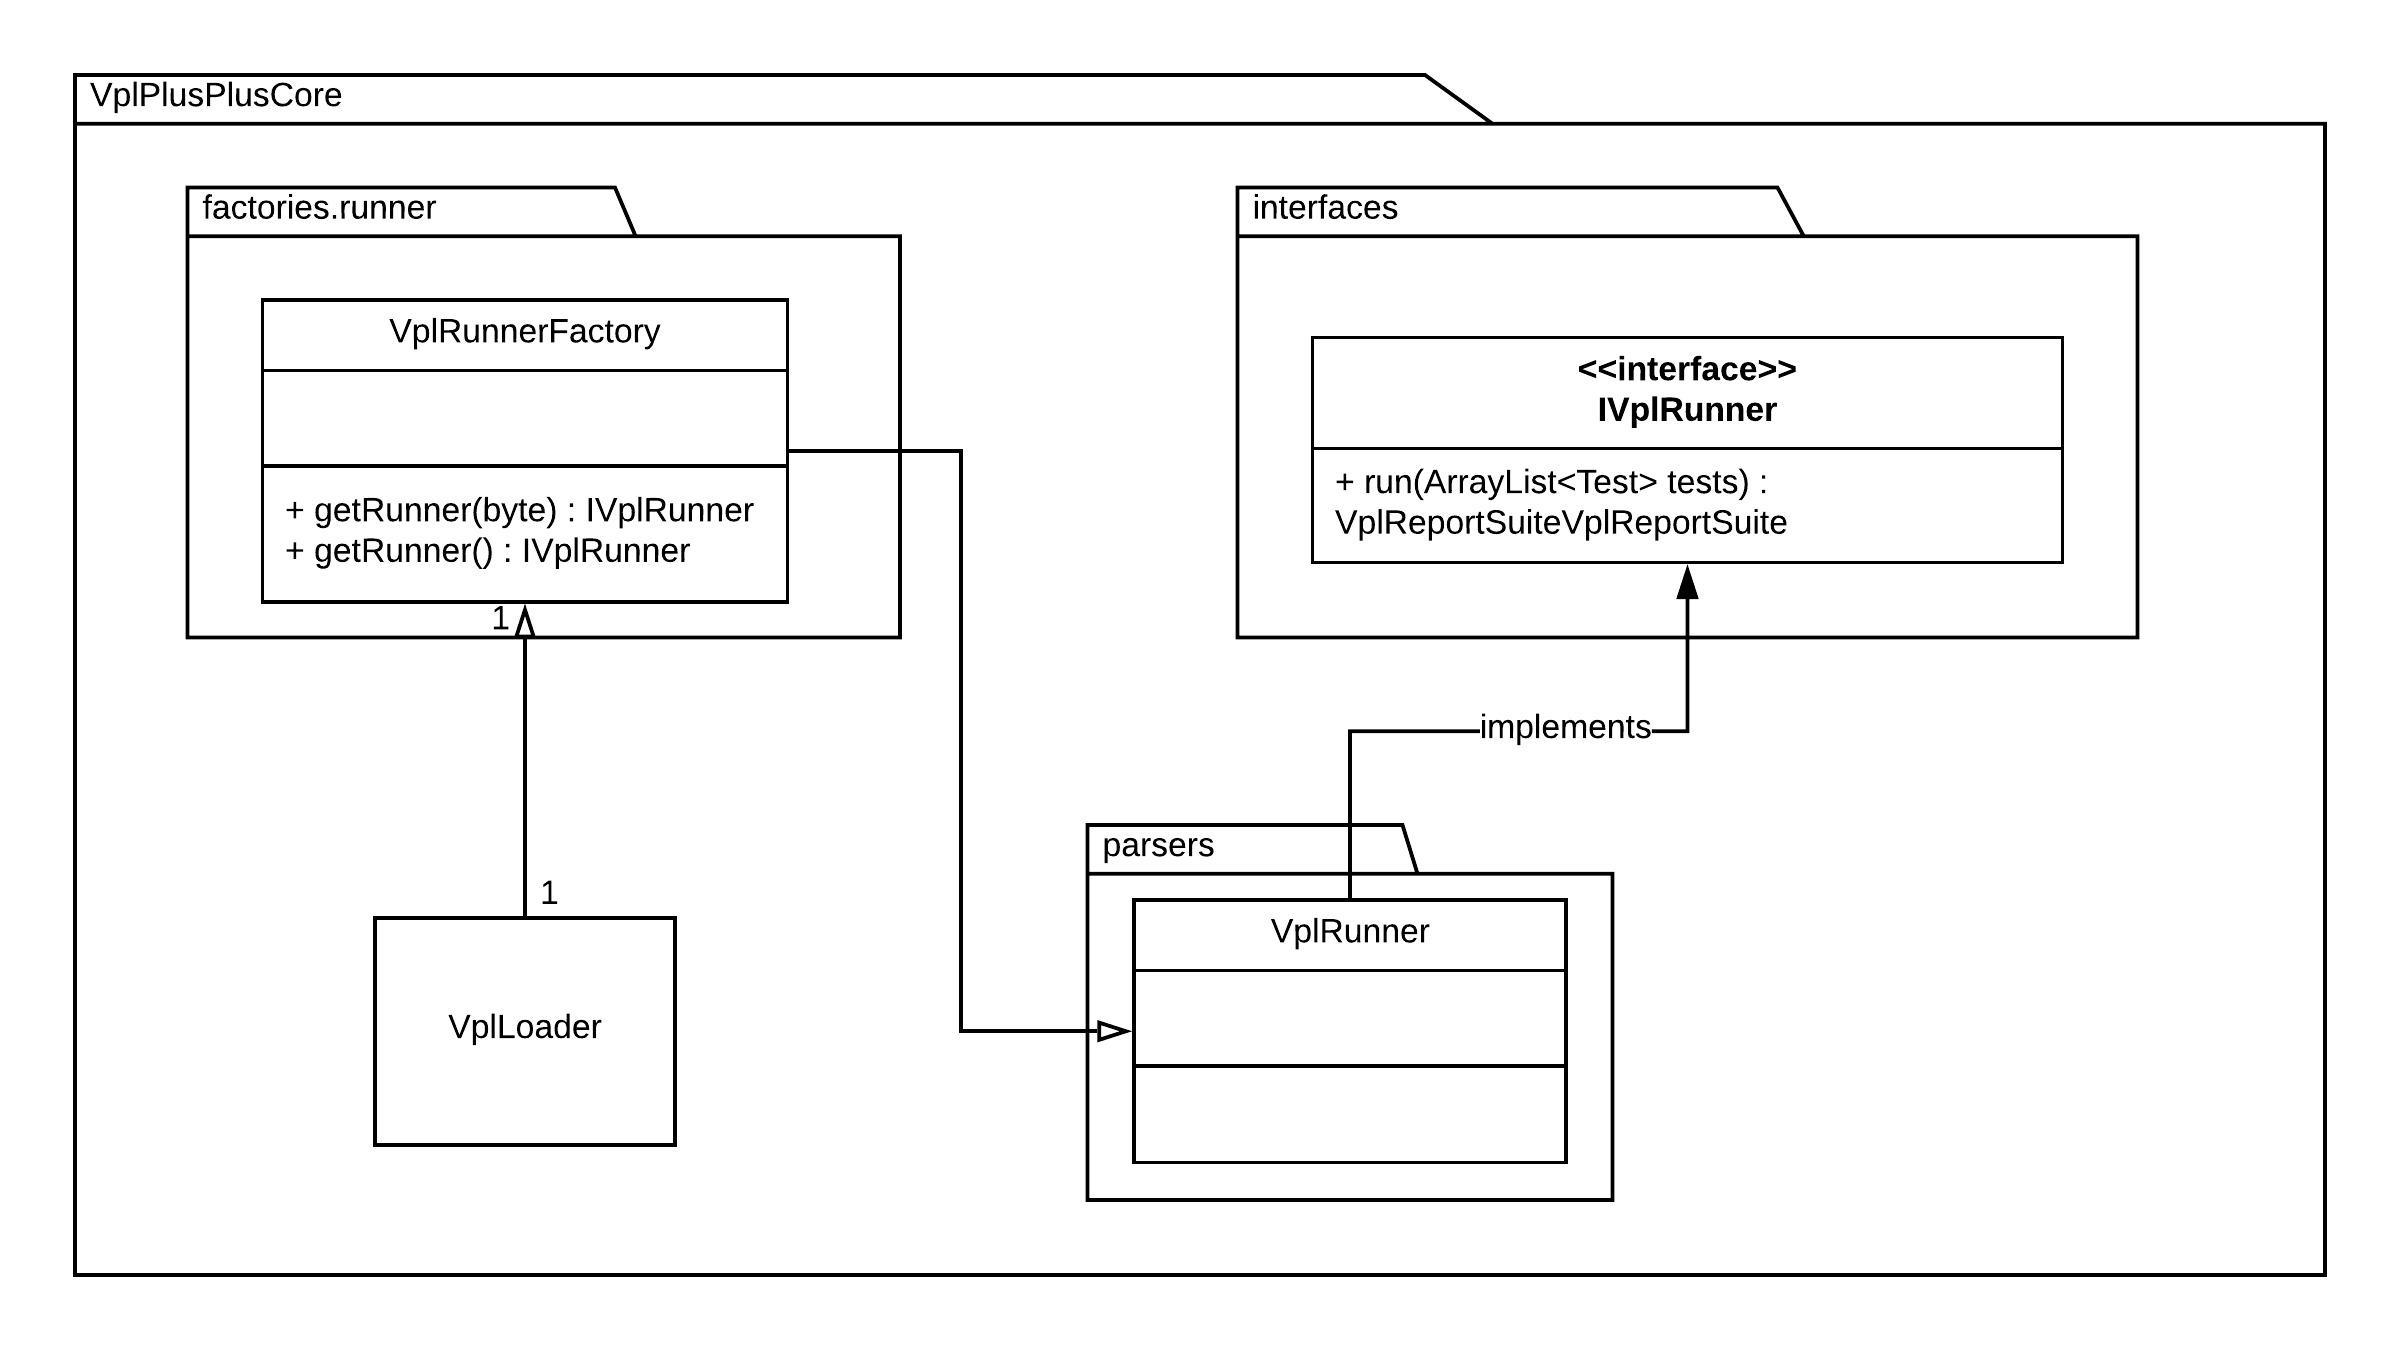 VplPlusPlusCore
factories.runner
VplRunnerFactory
+ getRunner(byte) : IVplRunner
+ getRunner() : IVplRunner
1
1
VplLoader
interfaces
<<interface>>
IVplRunner
+ run(ArrayList<Test> tests) :
VplReportSuiteVplReportSuite
implements
parsers
VplRunner